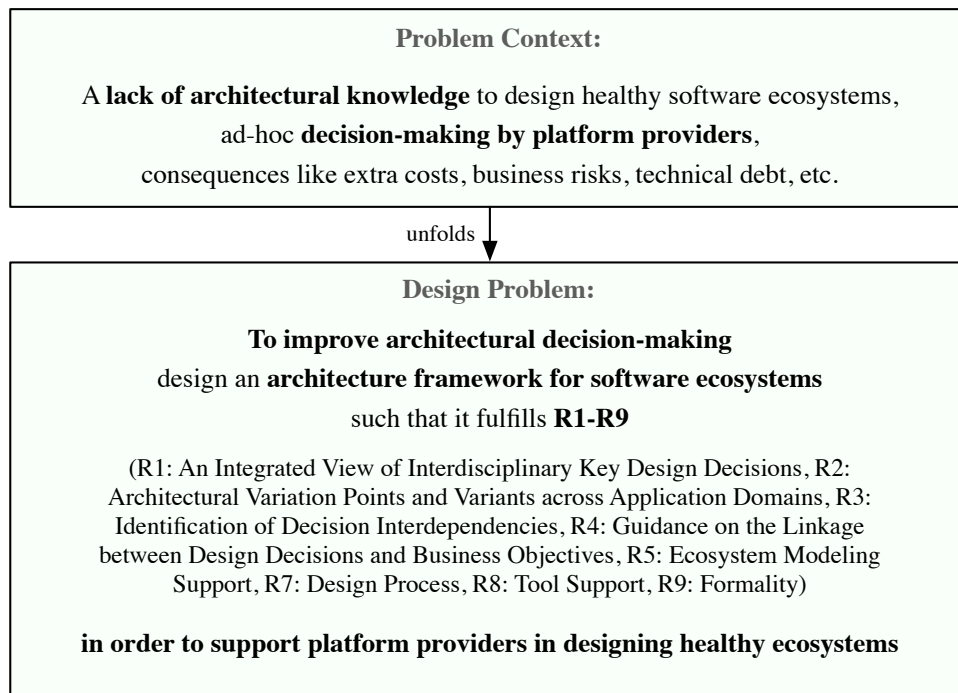 Problem Context:
A lack of architectural knowledge to design healthy software ecosystems,
ad-hoc decision-making by platform providers,
consequences like extra costs, business risks, technical debt, etc.
unfolds
Design Problem:
To improve architectural decision-making
design an architecture framework for software ecosystems
such that it fulfills R1-R9
(R1: An Integrated View of Interdisciplinary Key Design Decisions, R2:
Architectural Variation Points and Variants across Application Domains, R3:
Identification of Decision Interdependencies, R4: Guidance on the Linkage
between Design Decisions and Business Objectives, R5: Ecosystem Modeling
Support, R7: Design Process, R8: Tool Support, R9: Formality)
in order to support platform providers in designing healthy ecosystems